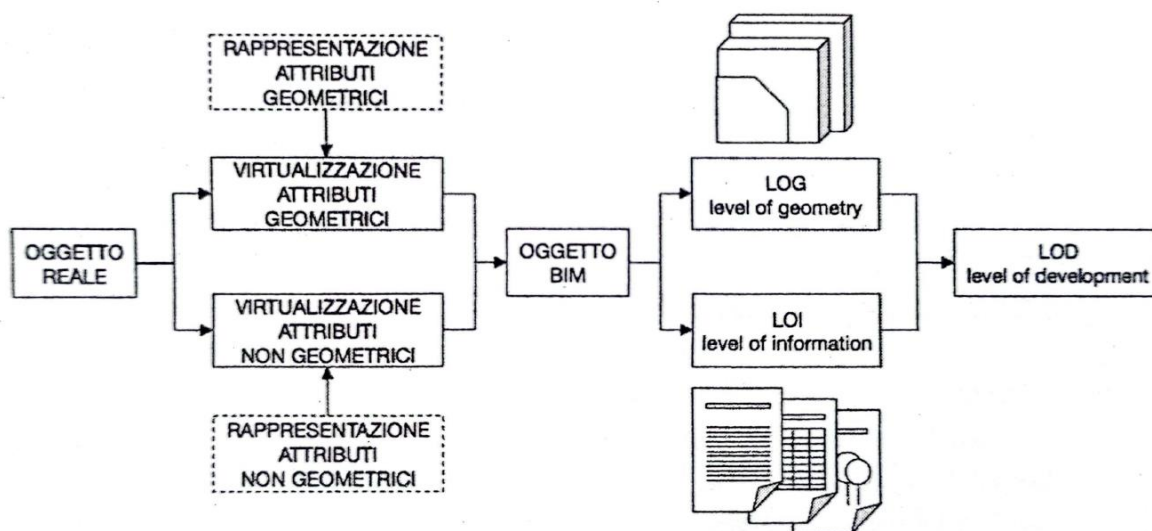 RAPPRESENTAZIONE
ATTRIBUTI
GEOMETRICI
VIRTUALIZZAZIONE
ATTRIBUTI
GEOMETRICI
OGGETTO
REALE
VIRTUALIZZAZIONE
ATTRIBUTI
NON GEOMETRICI
RAPPRESENTAZIONE
ATTRIBUTI
NON GEOMETRICI
OGGETTO
BIM
LOG
level of geometry
LOI
level of information
LOD
level of development